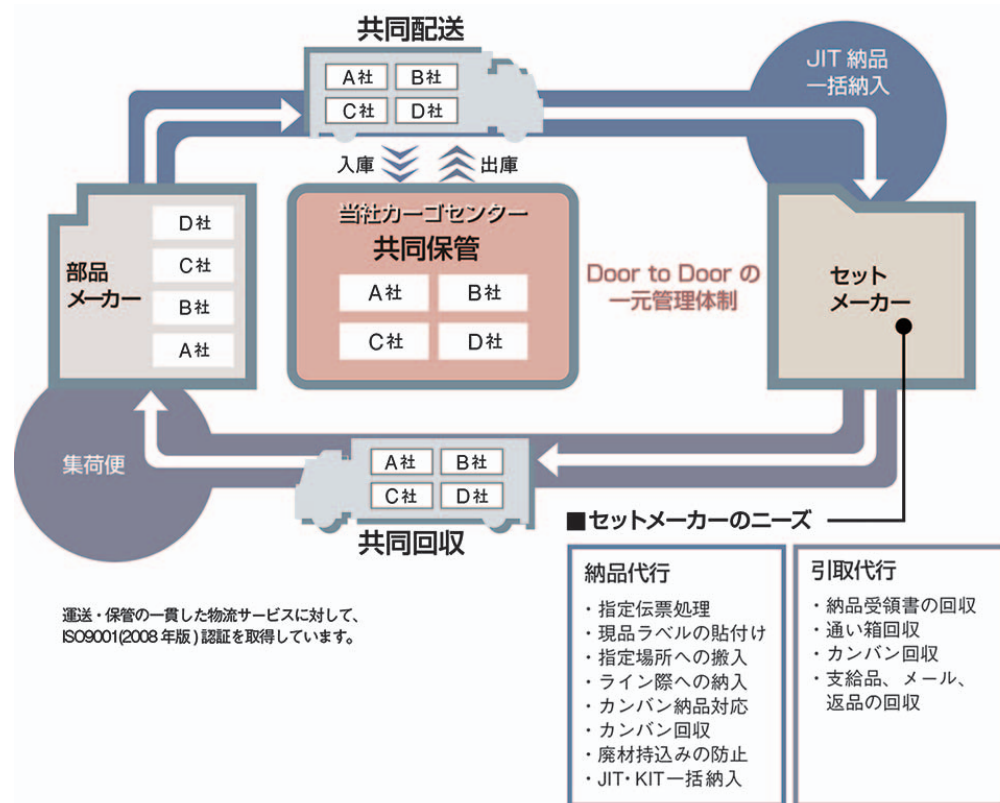 共同配送
A社 B社
C社 D社
JIT 納品
一括納入
入庫 出庫
当社カーゴセンター
共同保管
A社 B社
C社 D社
部品
メーカー
D社
C社
B社
A社
Door to Door の
一元管理体制
セット
メーカー
集荷便
A社 B社
C社 D社
共同回収
■セットメーカーのニーズ
納品代行
・指定伝票処理
・現品ラベルの貼付け
・指定場所への搬入
・ライン際への納入
・カンバン納品対応
・カンバン回収
・廃材持込みの防止
・JIT・KIT一括納入
引取代行
・納品受領書の回収
・通い箱回収
・カンバン回収
・支給品、メール、
返品の回収
運送・保管の一貫した物流サービスに対して、
ISO9001(2008年版)認証を取得しています。